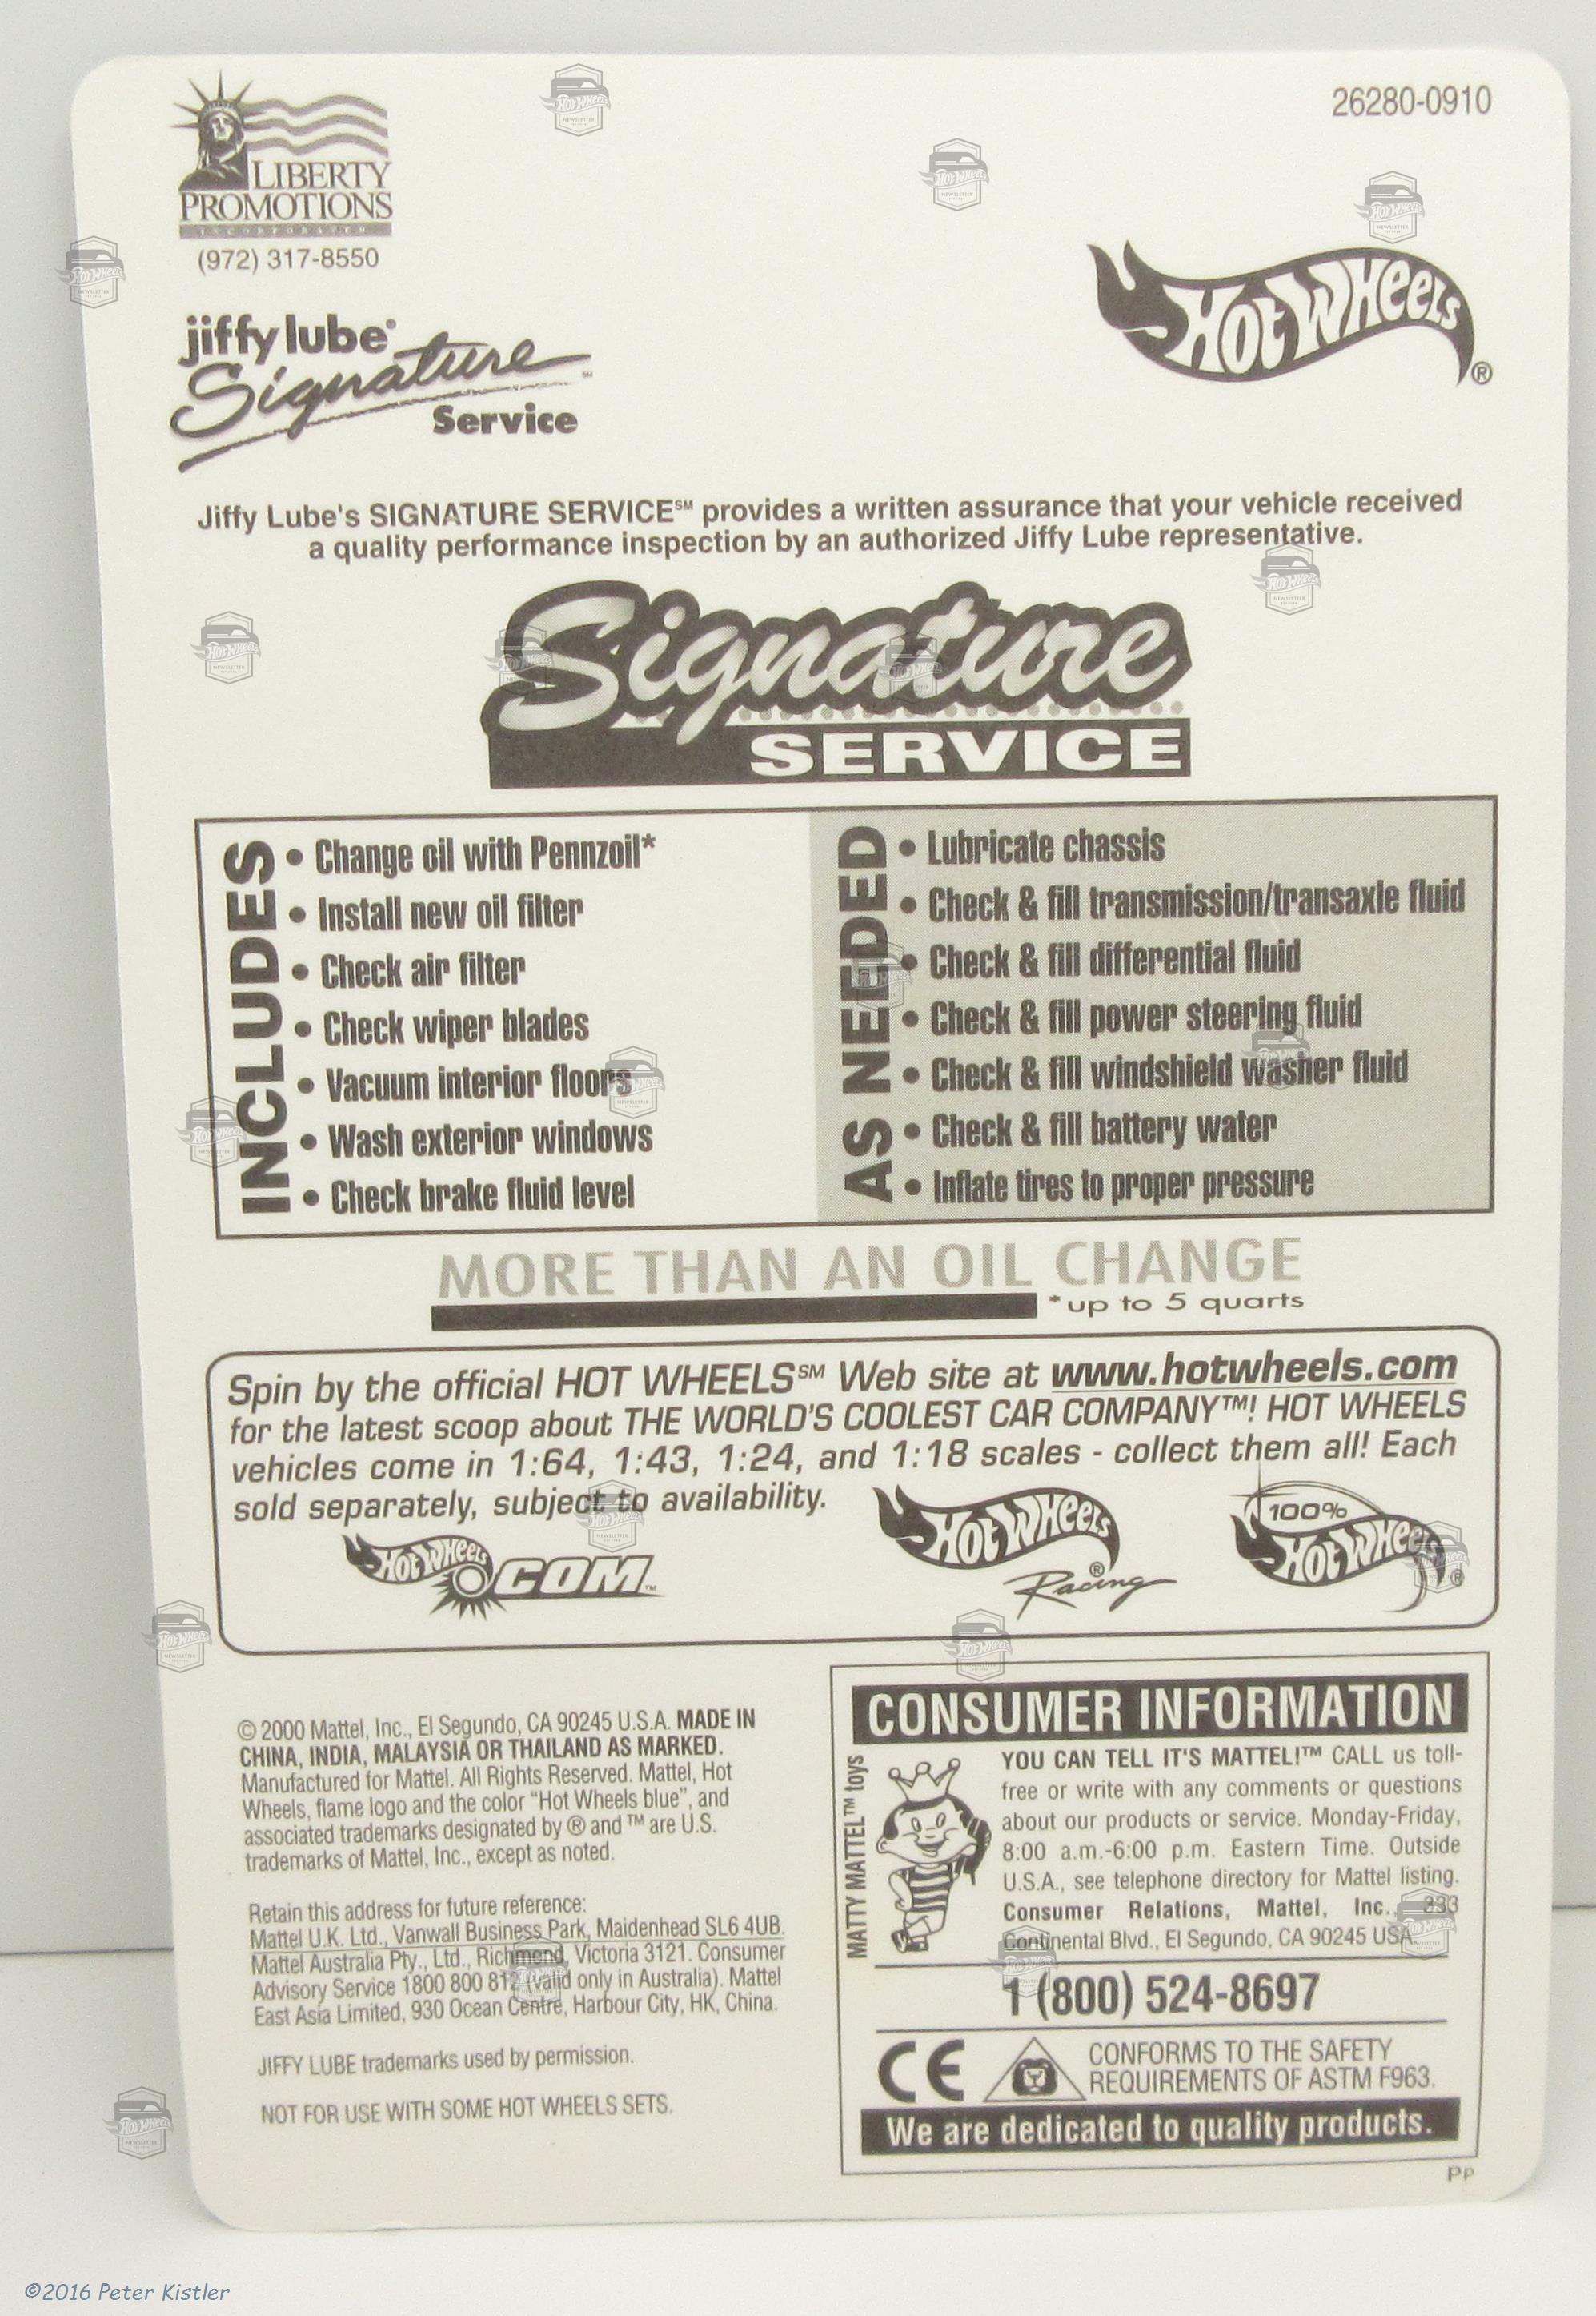 26280-0910
LIBERTY
PROMOTIONS
INCORPORATED
(972) 317-8550
HOT WHEELS ®
jiffy lube®
Signature ™
Service
Jiffy Lube's SIGNATURE SERVICE℠ provides a written assurance that your vehicle received
a quality performance inspection by an authorized Jiffy Lube representative.
Signature
SERVICE
INCLUDES
• Change oil with Pennzoil*
• Install new oil filter
• Check air filter
• Check wiper blades
• Vacuum interior floors
• Wash exterior windows
• Check brake fluid level
AS NEEDED
• Lubricate chassis
• Check & fill transmission/transaxle fluid
• Check & fill differential fluid
• Check & fill power steering fluid
• Check & fill windshield washer fluid
• Check & fill battery water
• Inflate tires to proper pressure
MORE THAN AN OIL CHANGE
*up to 5 quarts
Spin by the official HOT WHEELS℠ Web site at www.hotwheels.com
for the latest scoop about THE WORLD'S COOLEST CAR COMPANY™! HOT WHEELS
vehicles come in 1:64, 1:43, 1:24, and 1:18 scales - collect them all! Each
sold separately, subject to availability.
HOT WHEELS .COM™
HOT WHEELS ®
Racing
100%
HOT WHEELS ®
© 2000 Mattel, Inc., El Segundo, CA 90245 U.S.A. MADE IN
CHINA, INDIA, MALAYSIA OR THAILAND AS MARKED.
Manufactured for Mattel. All Rights Reserved. Mattel, Hot
Wheels, flame logo and the color “Hot Wheels blue”, and
associated trademarks designated by ® and ™ are U.S.
trademarks of Mattel, Inc., except as noted.
Retain this address for future reference:
Mattel U.K. Ltd., Vanwall Business Park, Maidenhead SL6 4UB.
Mattel Australia Pty., Ltd., Richmond, Victoria 3121. Consumer
Advisory Service 1800 800 812 (valid only in Australia). Mattel
East Asia Limited, 930 Ocean Centre, Harbour City, HK, China.
JIFFY LUBE trademarks used by permission.
NOT FOR USE WITH SOME HOT WHEELS SETS.
CONSUMER INFORMATION
MATTY MATTEL™ toys
YOU CAN TELL IT'S MATTEL!™ CALL us toll-
free or write with any comments or questions
about our products or service. Monday-Friday,
8:00 a.m.-6:00 p.m. Eastern Time. Outside
U.S.A., see telephone directory for Mattel listing.
Consumer Relations, Mattel, Inc., 333
Continental Blvd., El Segundo, CA 90245 USA.
1 (800) 524-8697
CE
CONFORMS TO THE SAFETY
REQUIREMENTS OF ASTM F963.
We are dedicated to quality products.
PP
©2016 Peter Kistler